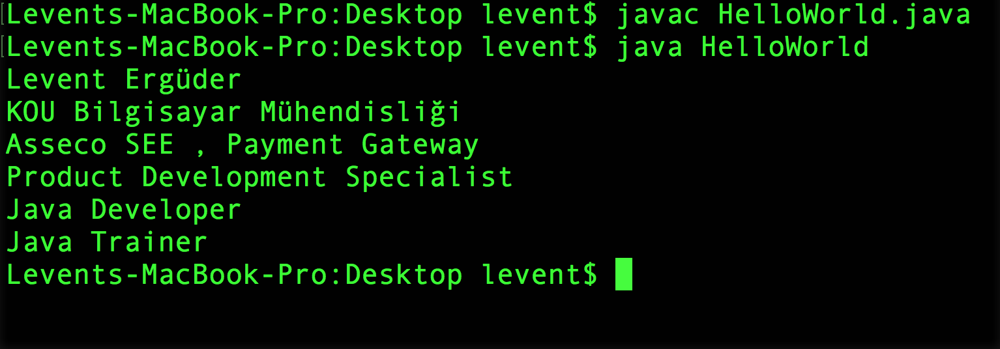 Levents-MacBook-Pro:Desktop levent$ javac HelloWorld.java
Levents-MacBook-Pro:Desktop levent$ java HelloWorld
Levent Ergüder
KOU Bilgisayar Mühendisliği
Asseco SEE , Payment Gateway
Product Development Specialist
Java Developer
Java Trainer
Levents-MacBook-Pro:Desktop levent$